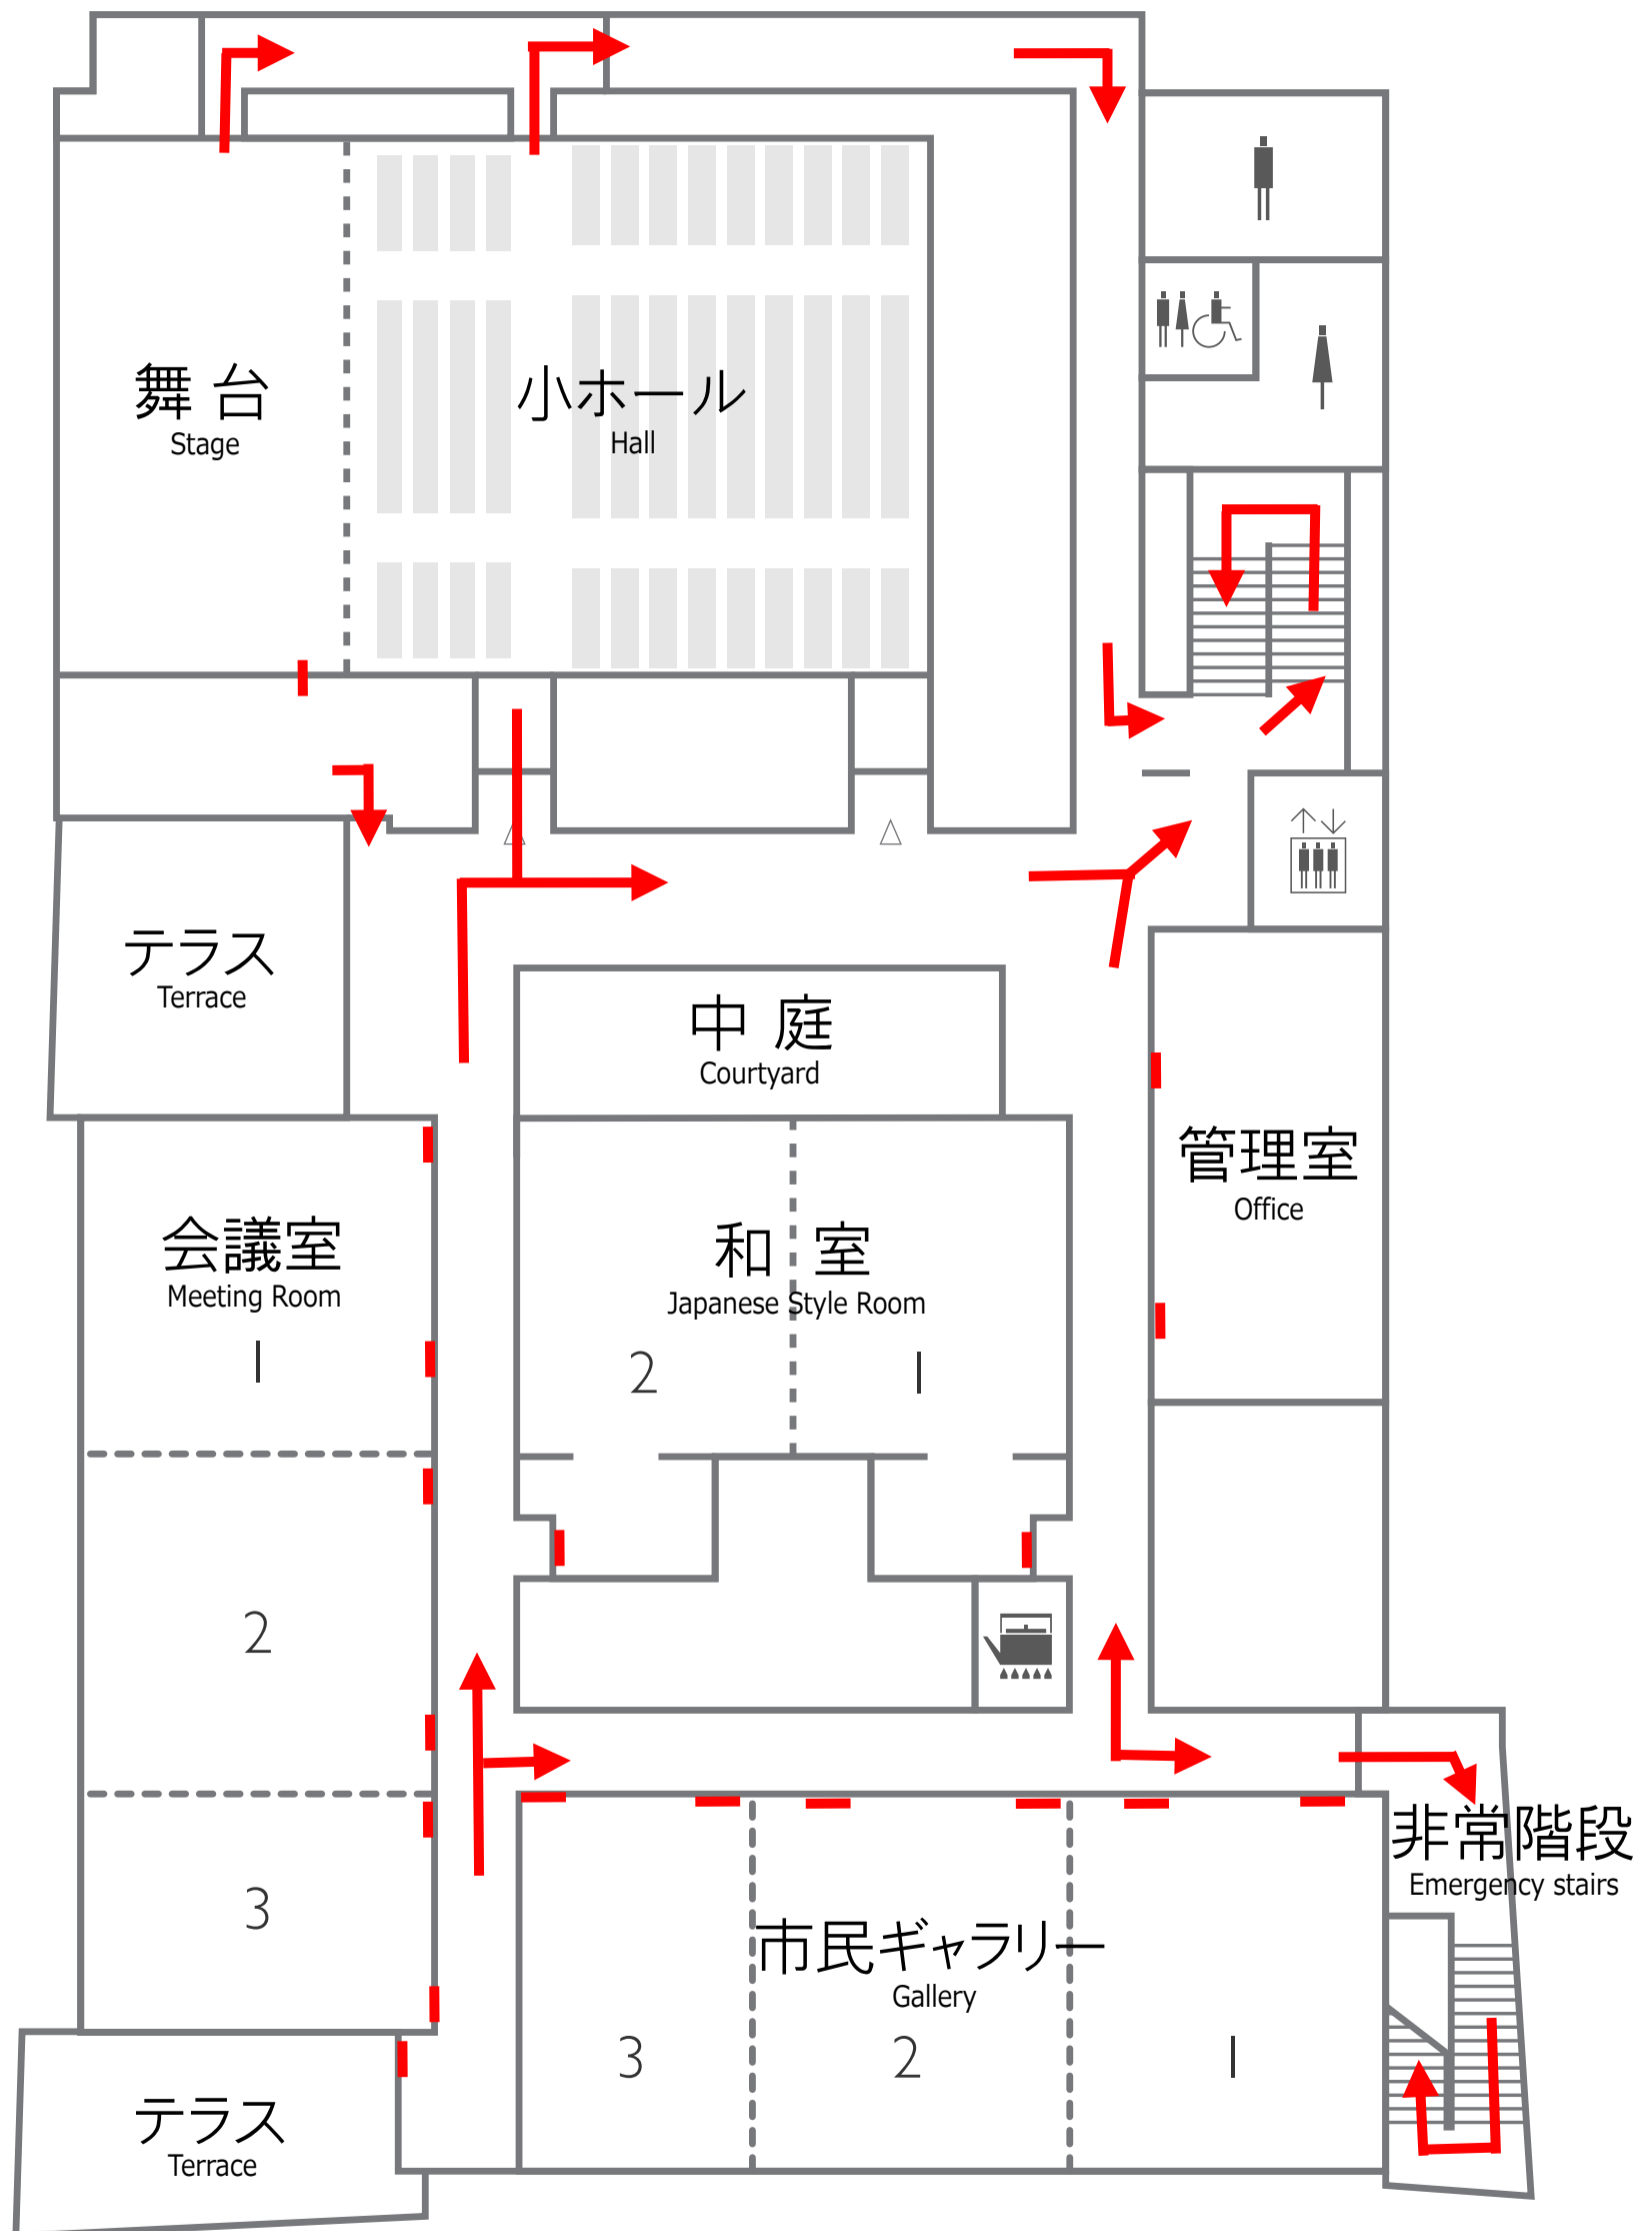 舞 台
Stage
小ホール
Hall
テラス
Terrace
中 庭
Courtyard
管理室
Office
会議室
Meeting Room
1
和 室
Japanese Style Room
2
1
2
3
非常階段
Emergency stairs
市民ギャラリー
Gallery
3
2
1
テラス
Terrace